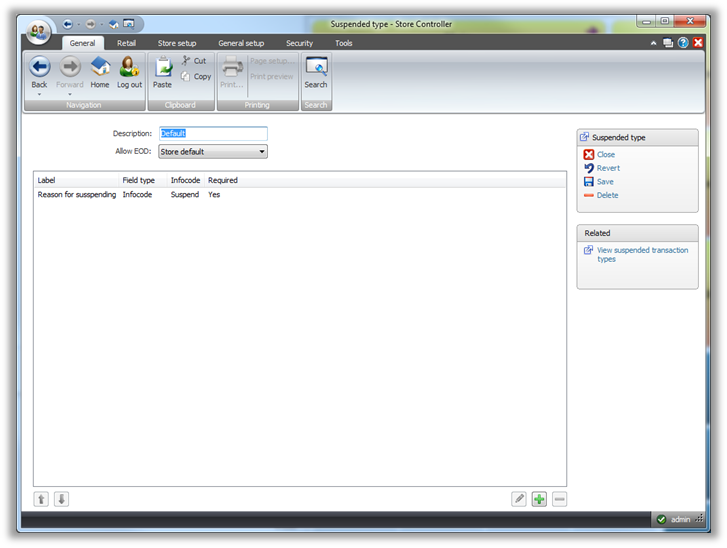 Suspended type - Store Controller
General Retail Store setup General setup Security Tools
Back Forward Home Log out Paste Cut Copy Print... Page setup... Print preview Search
Navigation Clipboard Printing Search
Description: Default
Allow EOD: Store default
Label Field type Infocode Required
Reason for susspending Infocode Suspend Yes
Suspended type
Close
Revert
Save
Delete
Related
View suspended transaction
types
admin